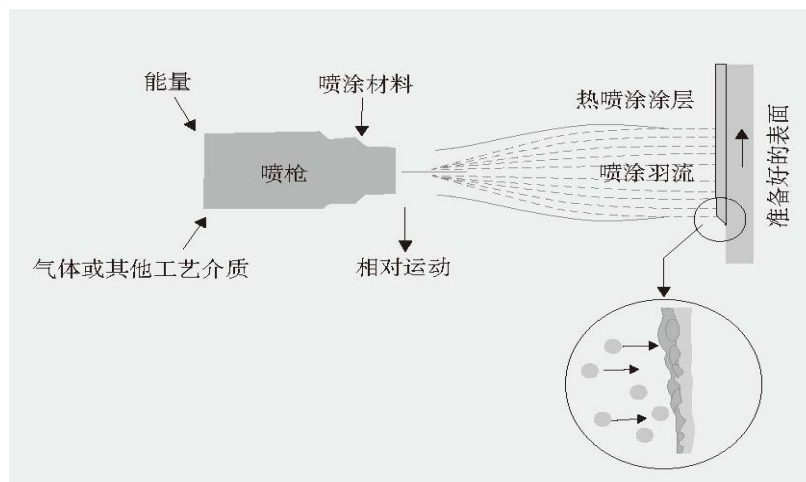 能量
喷涂材料
热喷涂涂层
喷枪
喷涂羽流
准备好的表面
气体或其他工艺介质
相对运动